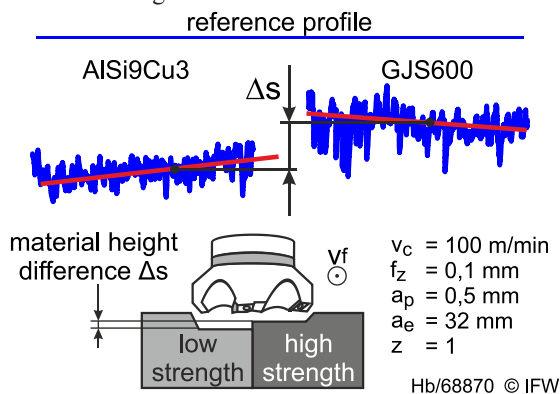 reference profile
AlSi9Cu3
GJS600
Δs
material height
difference Δs
vf
low
strength
high
strength
vc = 100 m/min
fz = 0,1 mm
ap = 0,5 mm
ae = 32 mm
z = 1
Hb/68870 © IFW